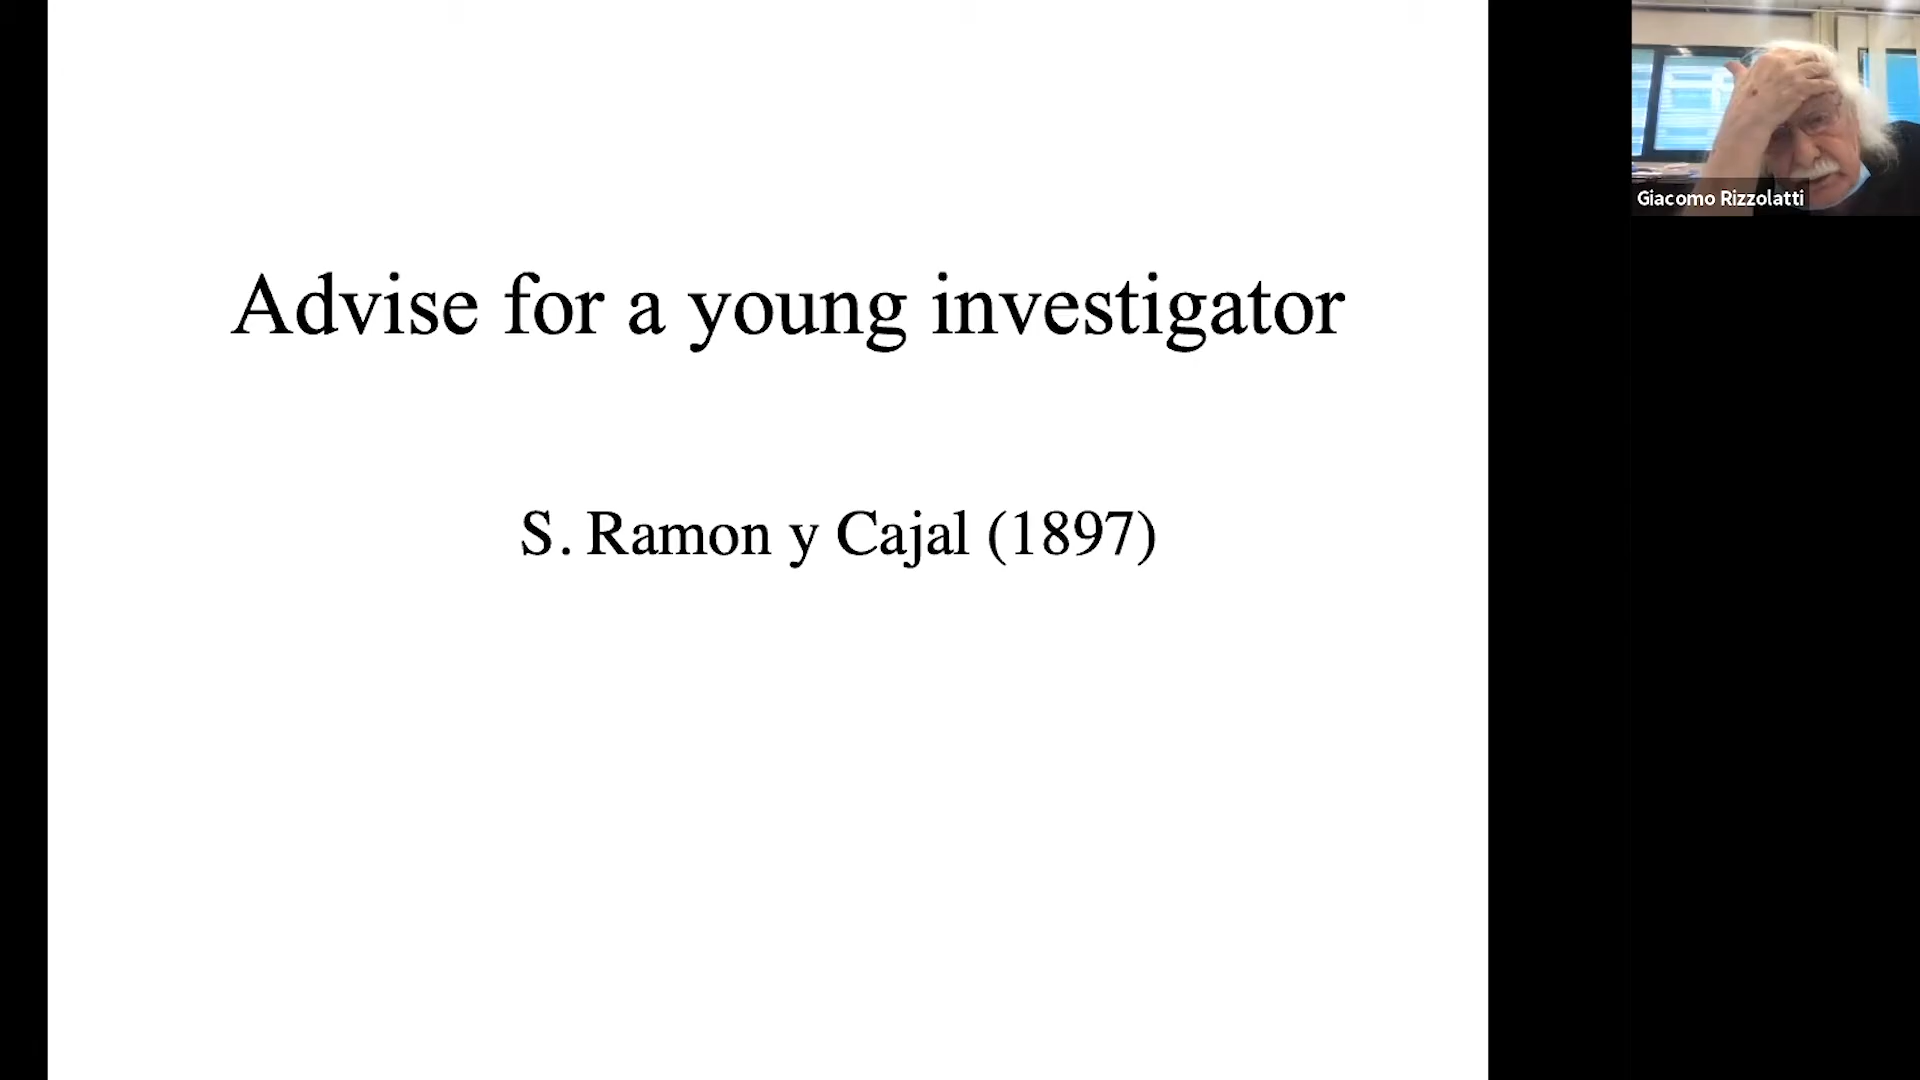 Advise for a young investigator
S. Ramon y Cajal (1897)
Giacomo Rizzolatti